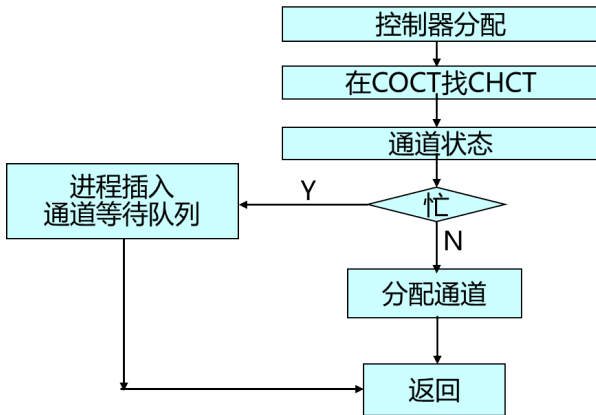 控制器分配
在COCT找CHCT
通道状态
忙
Y
进程插入
通道等待队列
N
分配通道
返回